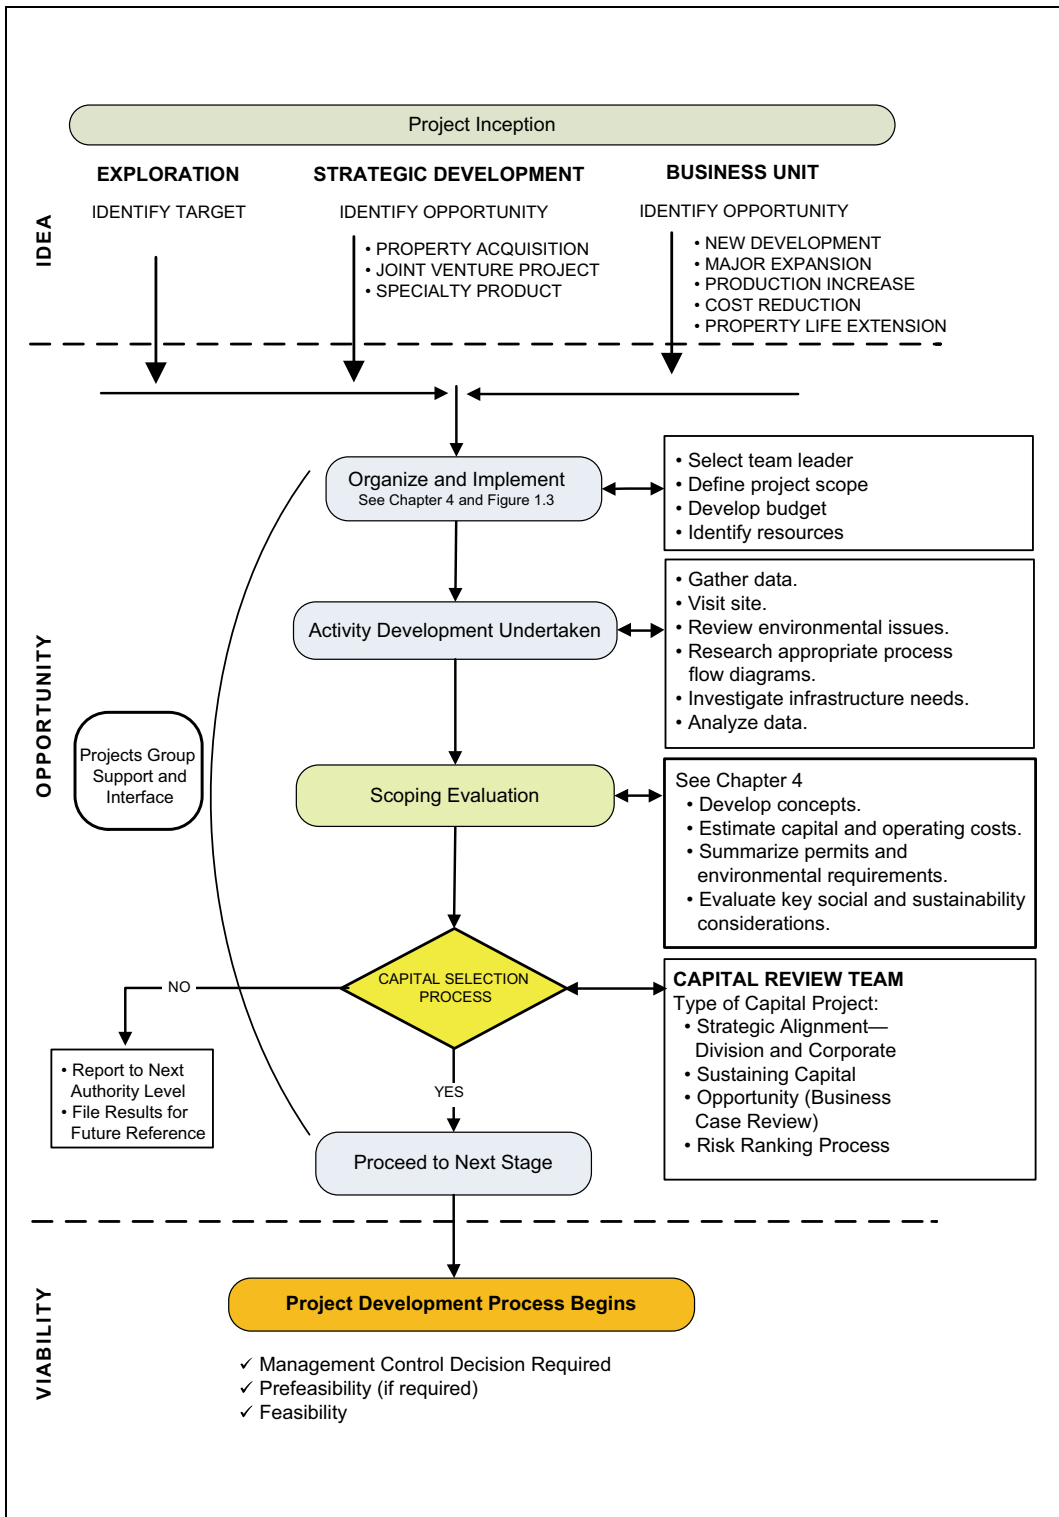 Project Inception
IDEA
EXPLORATION
IDENTIFY TARGET
STRATEGIC DEVELOPMENT
IDENTIFY OPPORTUNITY
• PROPERTY ACQUISITION
• JOINT VENTURE PROJECT
• SPECIALTY PRODUCT
BUSINESS UNIT
IDENTIFY OPPORTUNITY
• NEW DEVELOPMENT
• MAJOR EXPANSION
• PRODUCTION INCREASE
• COST REDUCTION
• PROPERTY LIFE EXTENSION
OPPORTUNITY
Projects Group
Support and
Interface
Organize and Implement
See Chapter 4 and Figure 1.3
• Select team leader
• Define project scope
• Develop budget
• Identify resources
Activity Development Undertaken
• Gather data.
• Visit site.
• Review environmental issues.
• Research appropriate process
flow diagrams.
• Investigate infrastructure needs.
• Analyze data.
Scoping Evaluation
See Chapter 4
• Develop concepts.
• Estimate capital and operating costs.
• Summarize permits and
environmental requirements.
• Evaluate key social and sustainability
considerations.
CAPITAL SELECTION
PROCESS
CAPITAL REVIEW TEAM
Type of Capital Project:
• Strategic Alignment—
Division and Corporate
• Sustaining Capital
• Opportunity (Business
Case Review)
• Risk Ranking Process
NO
• Report to Next
Authority Level
• File Results for
Future Reference
YES
Proceed to Next Stage
VIABILITY
Project Development Process Begins
✓ Management Control Decision Required
✓ Prefeasibility (if required)
✓ Feasibility